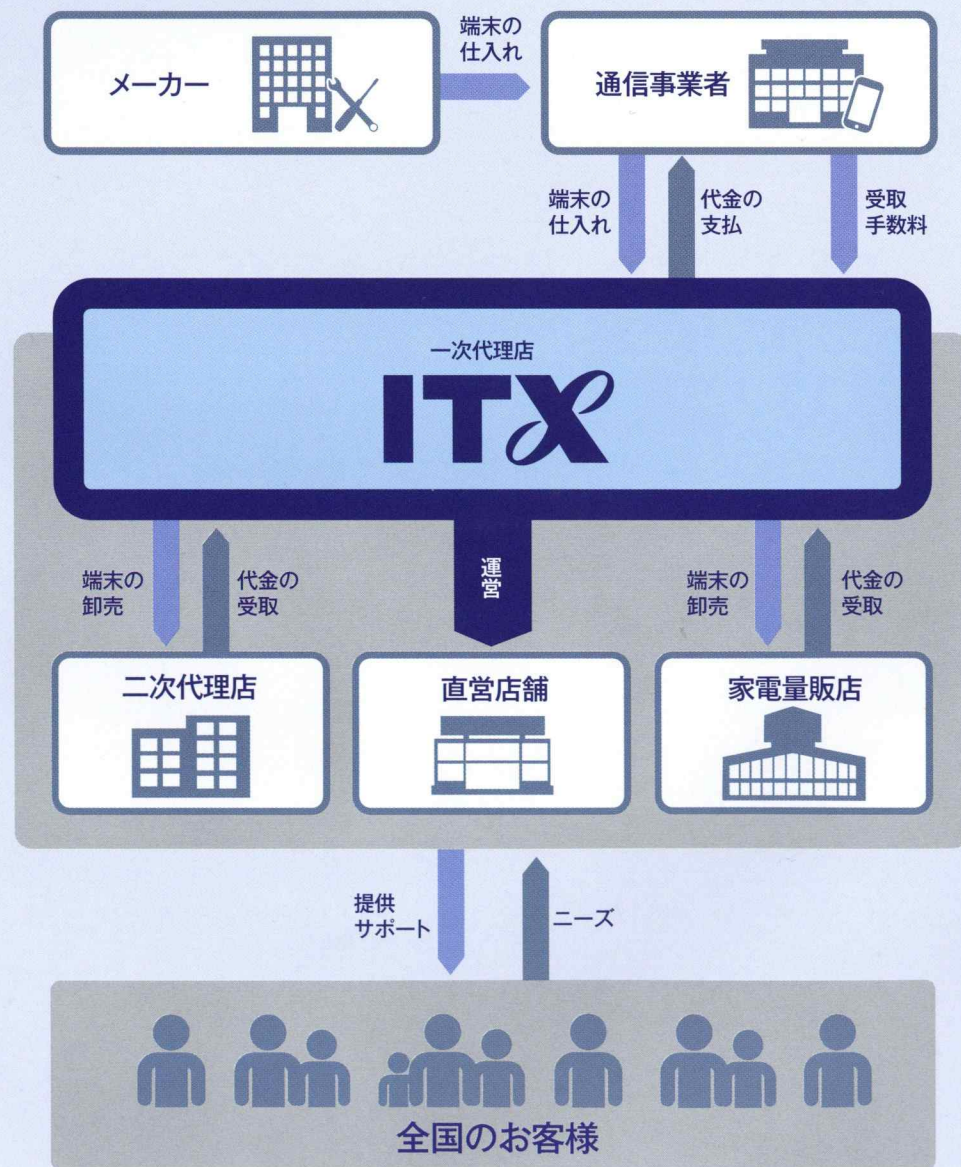 メーカー
端末の
仕入れ
通信事業者
端末の
仕入れ
代金の
支払
受取
手数料
一次代理店
ITX
端末の
卸売
代金の
受取
運営
端末の
卸売
代金の
受取
二次代理店
直営店舗
家電量販店
提供
サポート
ニーズ
全国のお客様